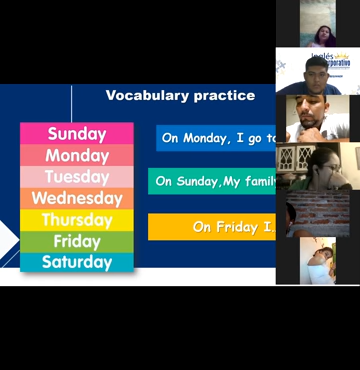 Vocabulary practice
Sunday
Monday
Tuesday
Wednesday
Thursday
Friday
Saturday
On Monday, I go to
On Sunday,My family
On Friday I..
Inglés